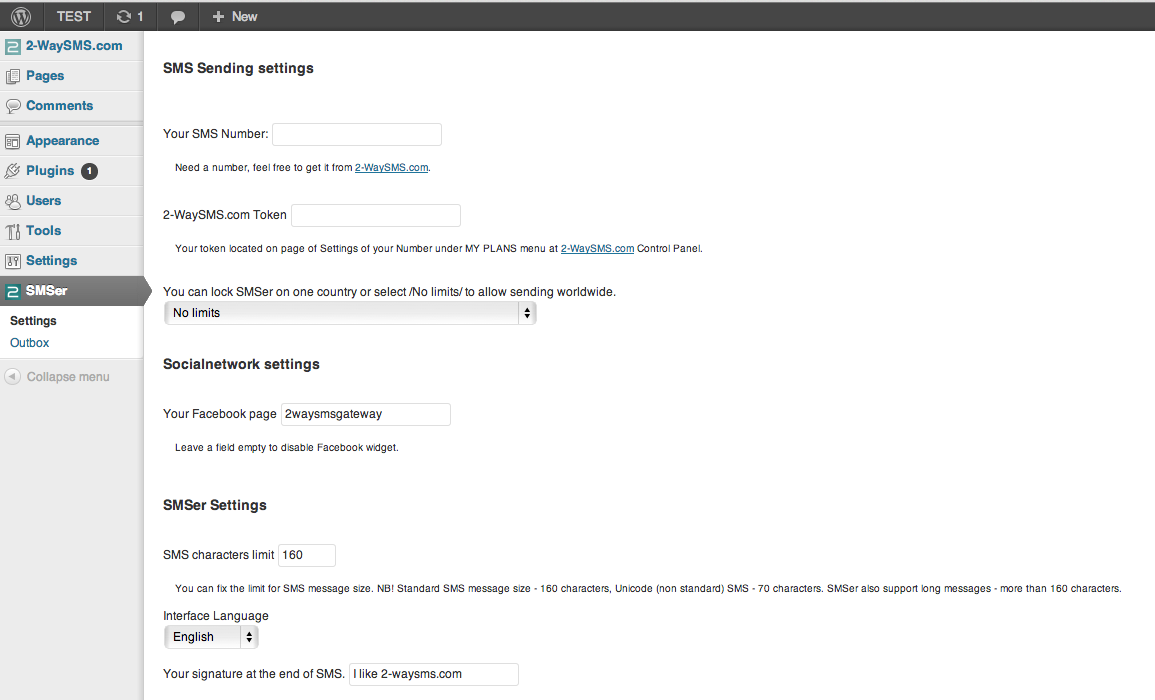 TEST 1 New
2-WaySMS.com
Pages
Comments
Appearance
Plugins 1
Users
Tools
Settings
SMSer
Settings
Outbox
Collapse menu
SMS Sending settings
Your SMS Number:
Need a number, feel free to get it from 2-WaySMS.com.
2-WaySMS.com Token
Your token located on page of Settings of your Number under MY PLANS menu at 2-WaySMS.com Control Panel.
You can lock SMSer on one country or select /No limits/ to allow sending worldwide.
No limits
Socialnetwork settings
Your Facebook page 2waysmsgateway
Leave a field empty to disable Facebook widget.
SMSer Settings
SMS characters limit 160
You can fix the limit for SMS message size. NB! Standard SMS message size - 160 characters, Unicode (non standard) SMS - 70 characters. SMSer also support long messages - more than 160 characters.
Interface Language
English
Your signature at the end of SMS. I like 2-waysms.com